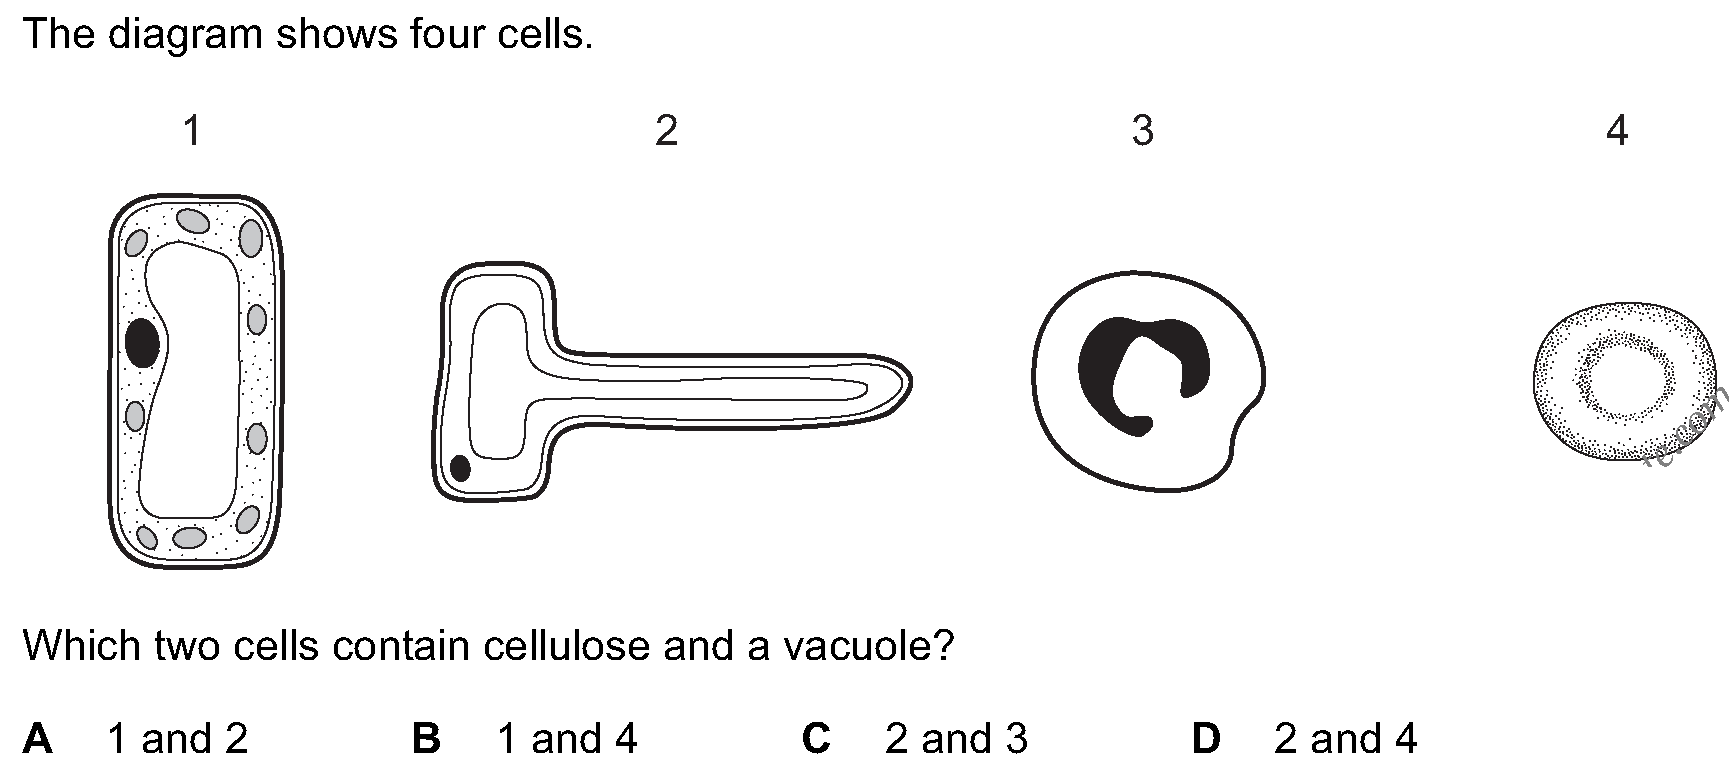 The diagram shows four cells.
1 2 3 4
Which two cells contain cellulose and a vacuole?
A 1 and 2 B 1 and 4 C 2 and 3 D 2 and 4